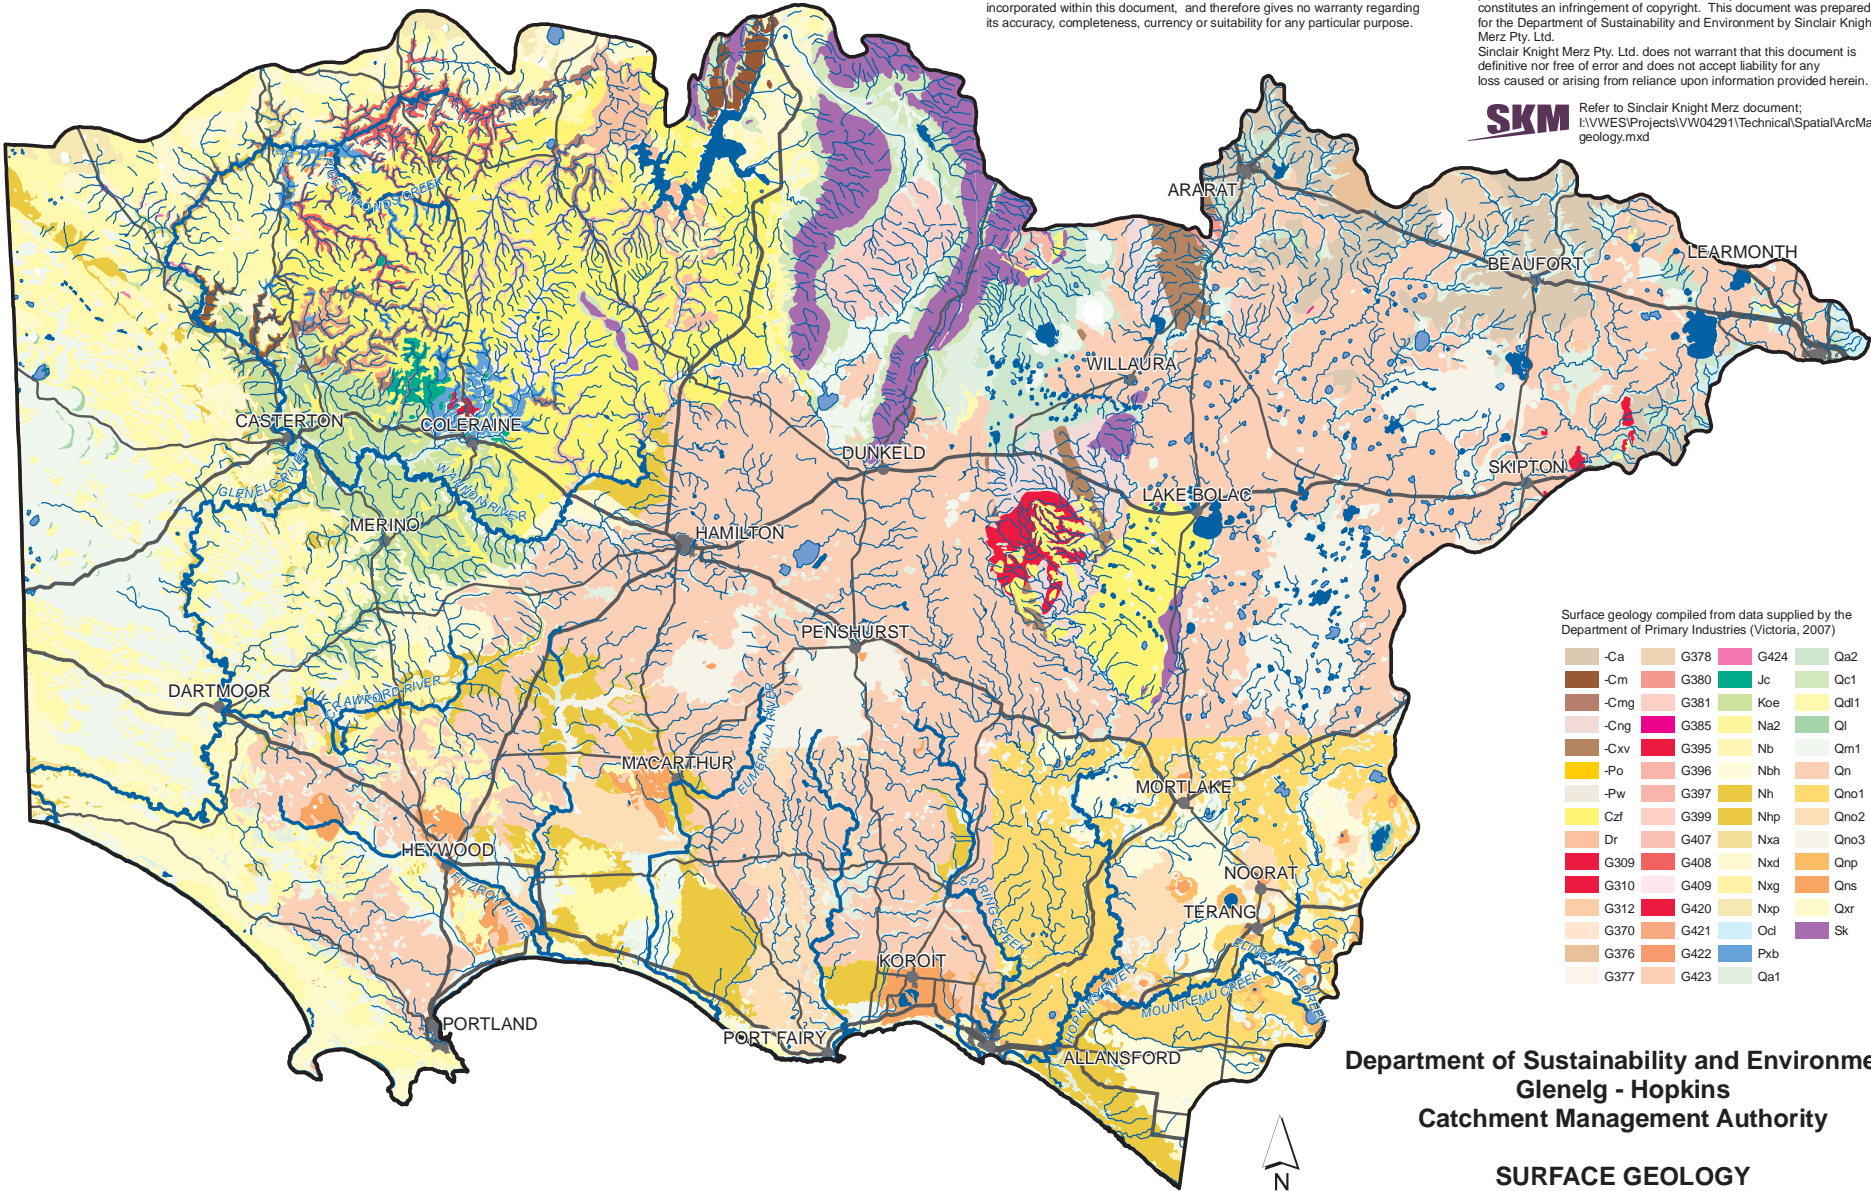 incorporated within this document, and therefore gives no warranty regarding
its accuracy, completeness, currency or suitability for any particular purpose.
constitutes an infringement of copyright. This document was prepared
for the Department of Sustainability and Environment by Sinclair Knigh
Merz Pty. Ltd.
Sinclair Knight Merz Pty. Ltd. does not warrant that this document is
definitive nor free of error and does not accept liability for any
loss caused or arising from reliance upon information provided herein.
SKM
Refer to Sinclair Knight Merz document;
I:\VWES\Projects\VW04291\Technical\Spatial\ArcMa
geology.mxd
PIGEON PONDS CREEK
ARARAT
BEAUFORT
LEARMONTH
WILLAURA
CASTERTON
COLERAINE
DUNKELD
SKIPTON
GLENELG RIVER
WANNON RIVER
LAKE BOLAC
MERINO
HAMILTON
PENSHURST
DARTMOOR
CRAWFORD RIVER
EUMERALLA RIVER
MACARTHUR
MORTLAKE
HEYWOOD
FITZROY RIVER
SPRING CREEK
NOORAT
TERANG
KOROIT
ELINGAMITE CREEK
HOPKINS RIVER
MOUNT EMU CREEK
PORTLAND
PORT FAIRY
ALLANSFORD
Surface geology compiled from data supplied by the
Department of Primary Industries (Victoria, 2007)
-Ca G378 G424 Qa2
-Cm G380 Jc Qc1
-Cmg G381 Koe Qdl1
-Cng G385 Na2 Ql
-Cxv G395 Nb Qm1
-Po G396 Nbh Qn
-Pw G397 Nh Qno1
Czf G399 Nhp Qno2
Dr G407 Nxa Qno3
G309 G408 Nxd Qnp
G310 G409 Nxg Qns
G312 G420 Nxp Qxr
G370 G421 Ocl Sk
G376 G422 Pxb
G377 G423 Qa1
Department of Sustainability and Environme
Glenelg - Hopkins
Catchment Management Authority
N
SURFACE GEOLOGY